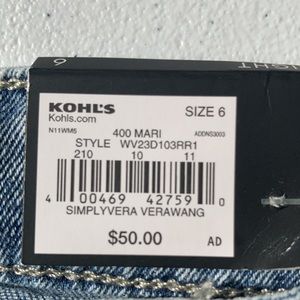 6
KOHL'S
SIZE 6
Kohls.com
N11WM5
400 MARI
ADDNS3003
STYLE WV23D103RR1
210 10 11
4 00469 42759 0
SIMPLYVERA VERAWANG
$50.00
AD